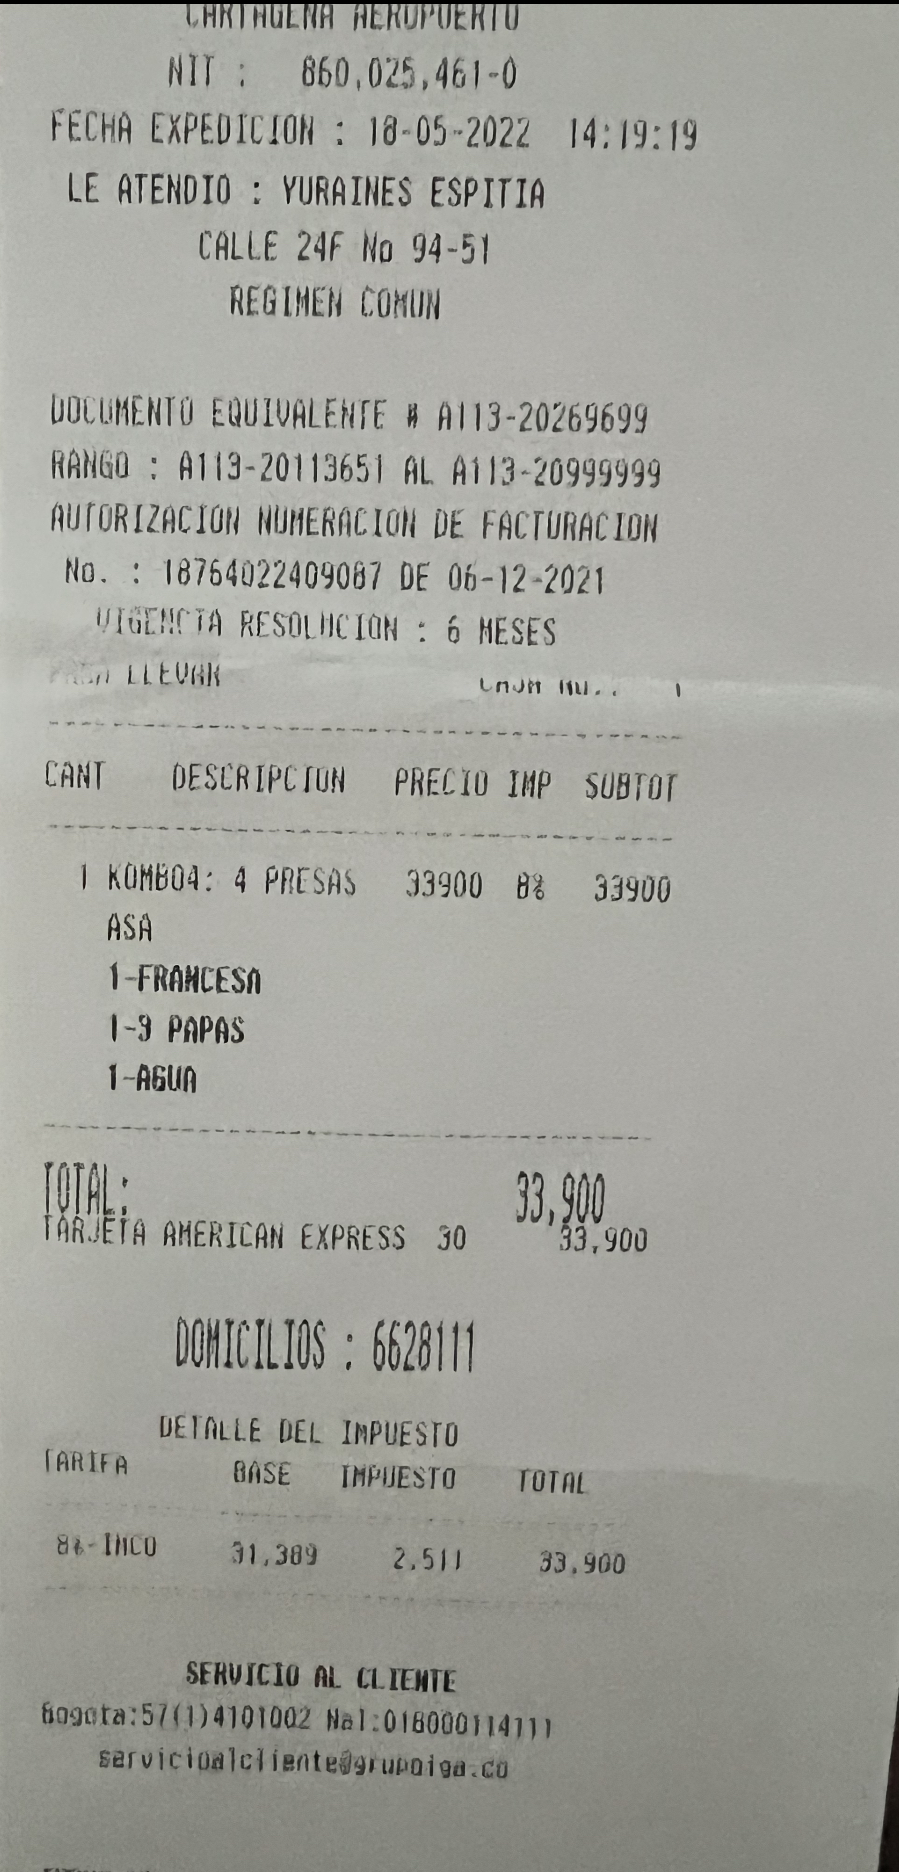 CARTAGENA AEROPUERTO
NIT : 860,025,461-0
FECHA EXPEDICION : 18-05-2022 14:19:19
LE ATENDIO : YURAINES ESPITIA
CALLE 24F No 94-51
REGIMEN COMUN
DOCUMENTO EQUIVALENTE # A113-20269699
RANGO : A113-20113651 AL A113-20999999
AUTORIZACION NUMERACION DE FACTURACION
No. : 18764022409087 DE 06-12-2021
VIGENCIA RESOLUCION : 6 MESES
PARA LLEVAR CAJA NO.. 1
CANT DESCRIPCION PRECIO IMP SUBTOT
1 KOMBO4: 4 PRESAS 33900 8% 33900
ASA
1-FRANCESA
1-3 PAPAS
1-AGUA
TOTAL: 33,900
TARJETA AMERICAN EXPRESS 30 33,900
DOMICILIOS : 6628111
DETALLE DEL IMPUESTO
TARIFA BASE IMPUESTO TOTAL
8%-INCO 31,389 2,511 33,900
SERVICIO AL CLIENTE
Bogota:57(1)4101002 Nal:018000114111
servicioalcliente@grupoiga.co